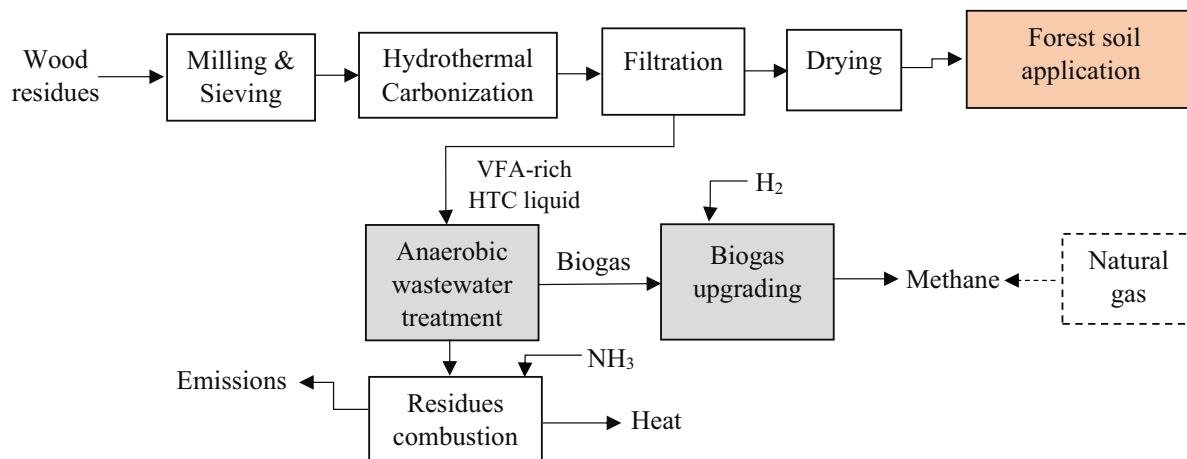 Wood
residues
Milling &
Sieving
Hydrothermal
Carbonization
Filtration
Drying
Forest soil
application
VFA-rich
HTC liquid
H₂
Anaerobic
wastewater
treatment
Biogas
Biogas
upgrading
Methane
Natural
gas
NH₃
Emissions
Residues
combustion
Heat